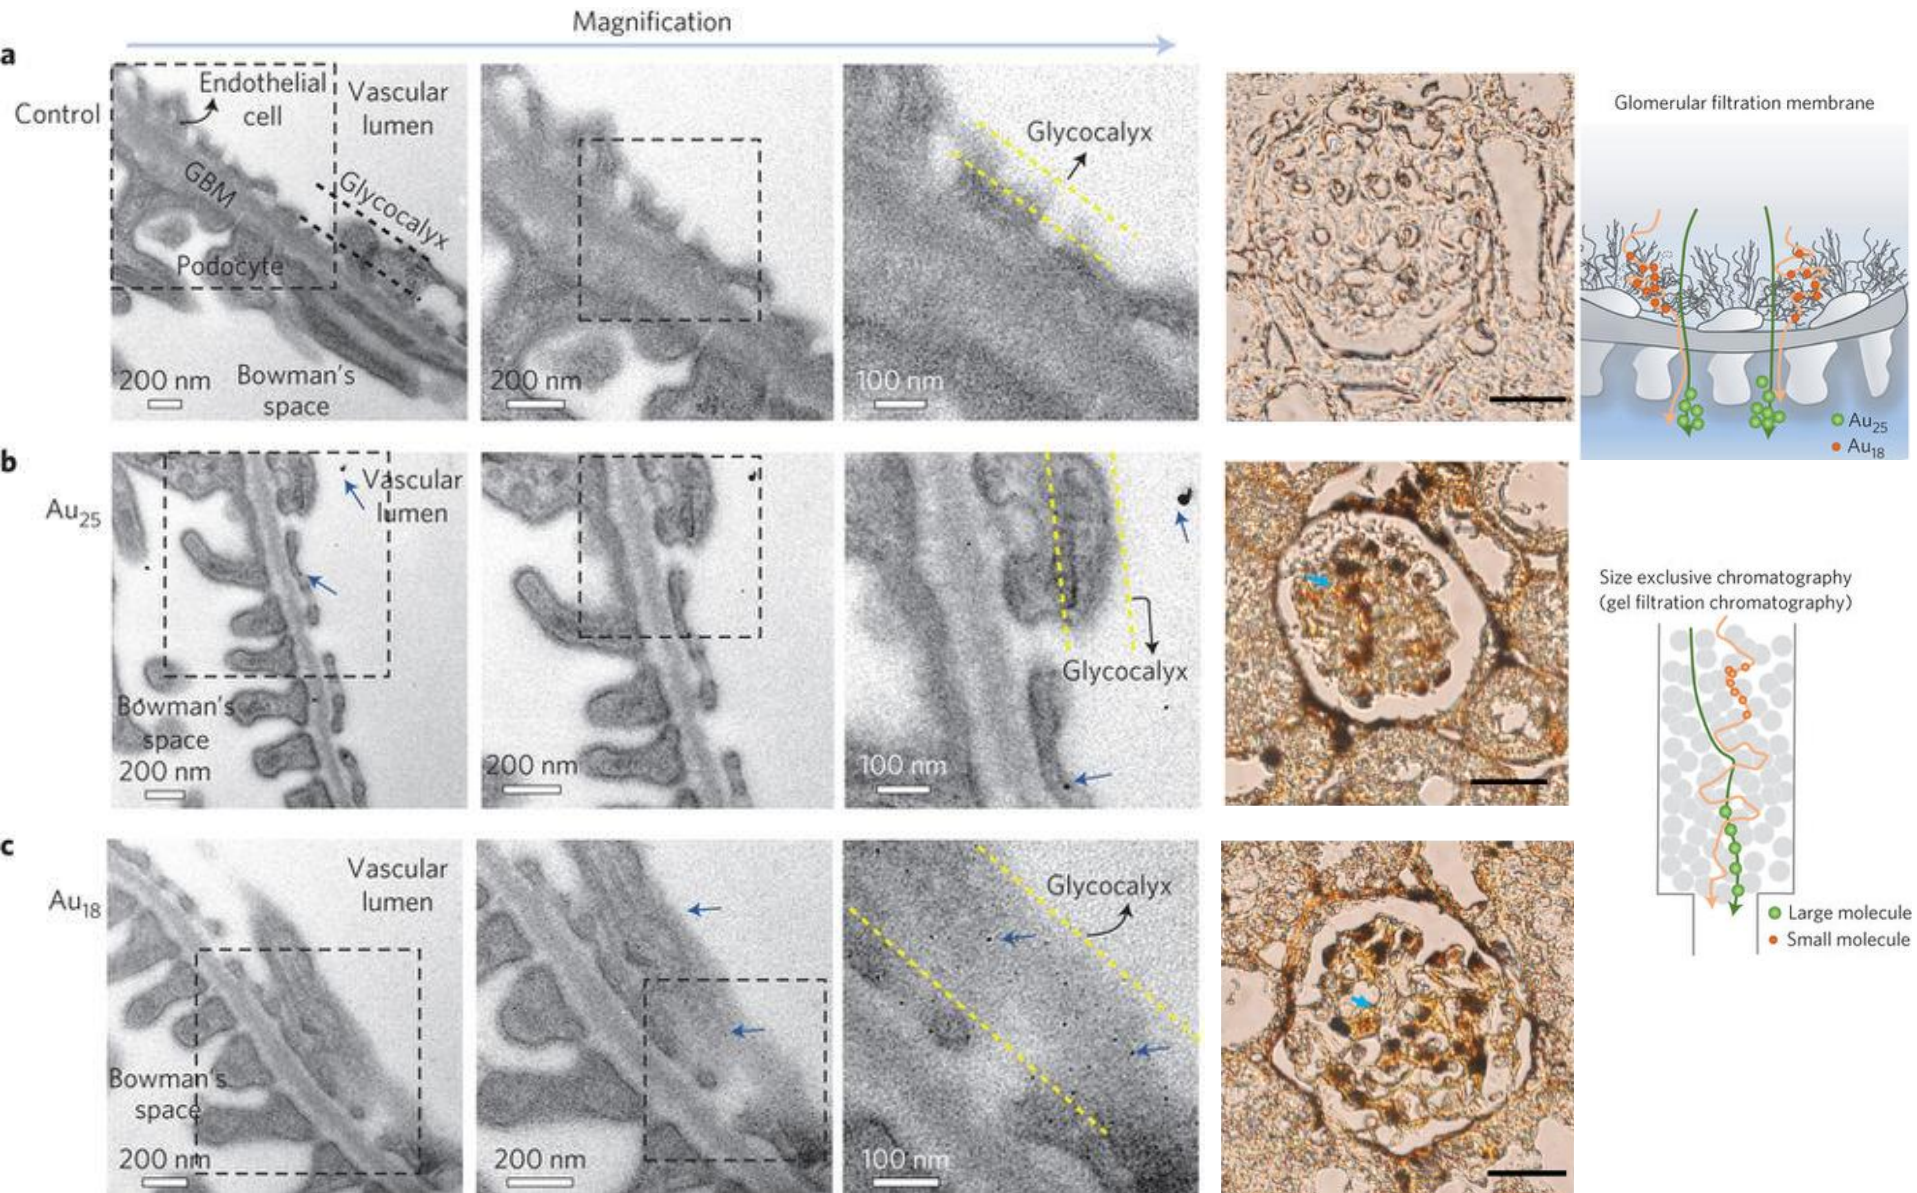 Magnification
a
Control
Endothelial
cell
Vascular
lumen
GBM
Glycocalyx
Podocyte
200 nm
Bowman's
space
200 nm
Glycocalyx
100 nm
Glomerular filtration membrane
Au25
Au18
b
Au25
Vascular
lumen
Bowman's
space
200 nm
200 nm
Glycocalyx
100 nm
Size exclusive chromatography
(gel filtration chromatography)
Large molecule
Small molecule
c
Au18
Vascular
lumen
Bowman's
space
200 nm
200 nm
Glycocalyx
100 nm